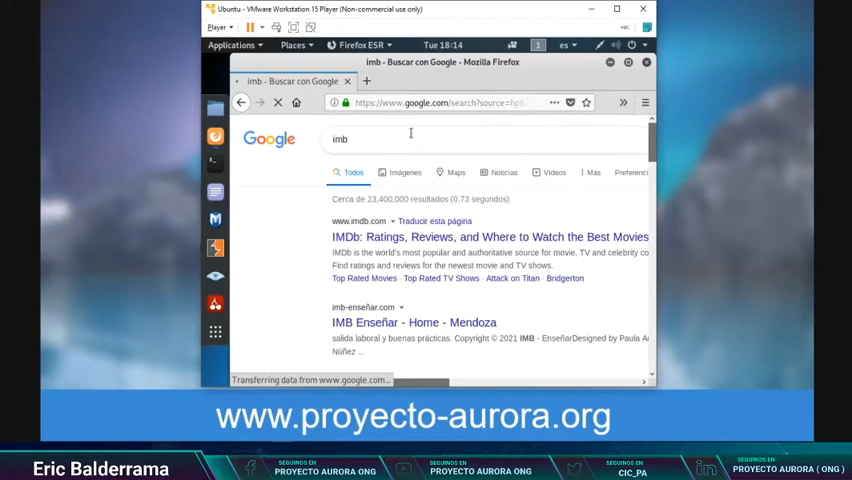 Ubuntu - VMware Workstation 15 Player (Non-commercial use only)
Player
Applications Places Firefox ESR Tue 18:14 1 es
imb - Buscar con Google - Mozilla Firefox
imb - Buscar con Google
https://www.google.com/search?source=hp&
Google imb
Todos Imágenes Maps Noticias Vídeos Más Preferenci
Cerca de 23,400,000 resultados (0.73 segundos)
www.imdb.com Traducir esta página
IMDb: Ratings, Reviews, and Where to Watch the Best Movies
IMDb is the world's most popular and authoritative source for movie, TV and celebrity co
Find ratings and reviews for the newest movie and TV shows.
Top Rated Movies · Top Rated TV Shows · Attack on Titan · Bridgerton
imb-enseñar.com
IMB Enseñar - Home - Mendoza
salida laboral y buenas prácticas. Copyright © 2021 IMB - EnseñarDesigned by Paula Ar
Núñez ...
Transferring data from www.google.com...
www.proyecto-aurora.org
Eric Balderrama
SEGUINOS EN
PROYECTO AURORA ONG
SEGUINOS EN
PROYECTO AURORA ONG
SEGUINOS EN
CIC_PA
SEGUINOS EN
PROYECTO AURORA ( ONG )